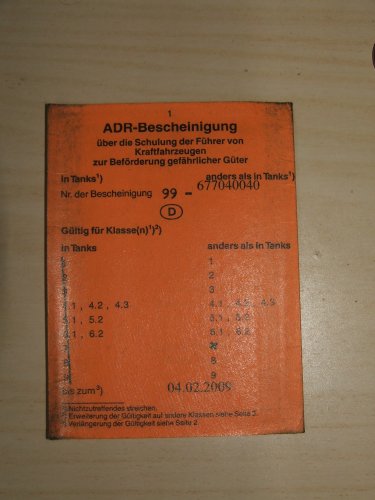 1
ADR-Bescheinigung
über die Schulung der Führer von
Kraftfahrzeugen
zur Beförderung gefährlicher Güter
in Tanks¹) anders als in Tanks¹)
Nr. der Bescheinigung 99 - 677040040
D
Gültig für Klasse(n)¹)²)
in Tanks anders als in Tanks
1
2
3
4.1, 4.2, 4.3 4.1, 4.2, 4.3
5.1, 5.2 5.1, 5.2
6.1, 6.2 6.1, 6.2
8
9
bis zum³) 04.02.2009
Nichtzutreffendes streichen.
Erweiterung der Gültigkeit auf andere Klassen siehe Seite 3.
Verlängerung der Gültigkeit siehe Seite 2.